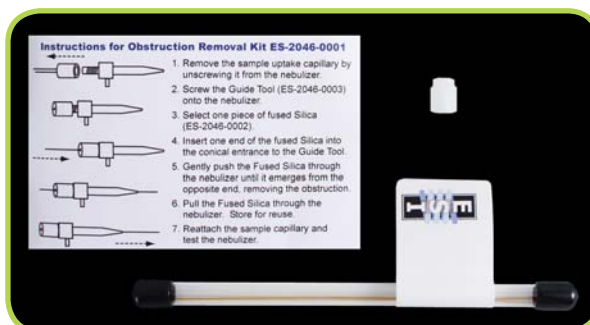 Instructions for Obstruction Removal Kit ES-2046-0001
1. Remove the sample uptake capillary by
unscrewing it from the nebulizer.
2. Screw the Guide Tool (ES-2046-0003)
onto the nebulizer.
3. Select one piece of fused Silica
(ES-2046-0002).
4. Insert one end of the fused Silica into
the conical entrance to the Guide Tool.
5. Gently push the Fused Silica through
the nebulizer until it emerges from the
opposite end, removing the obstruction.
6. Pull the Fused Silica through the
nebulizer. Store for reuse.
7. Reattach the sample capillary and
test the nebulizer.
ESI